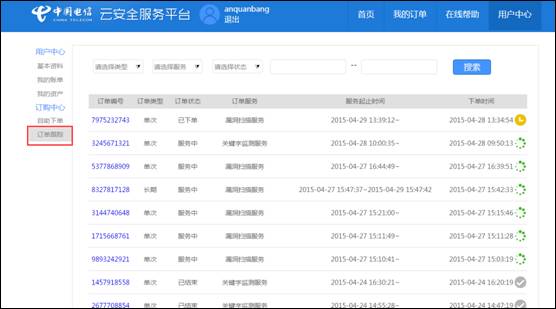 中国电信 CHINA TELECOM 云安全服务平台 anquanbang 退出 首页 我的订单 在线帮助 用户中心
用户中心
基本资料
我的账单
我的资产
订购中心
自助下单
订单跟踪
请选择类型 请选择服务 请选择状态 -- 搜索
订单编号 订单类型 订单状态 订单服务 服务起止时间 下单时间
7975232743 单次 已下单 漏洞扫描服务 2015-04-29 13:39:12~ 2015-04-28 13:34:54
3245671321 单次 服务中 关键字监测服务 2015-04-28 10:00:35~ 2015-04-28 09:50:13
5377868909 单次 服务中 漏洞扫描服务 2015-04-27 16:44:49~ 2015-04-27 16:39:51
8327817128 长期 服务中 漏洞扫描服务 2015-04-27 15:47:37~2015-04-29 15:47:42 2015-04-27 15:42:33
3144740648 单次 服务中 漏洞扫描服务 2015-04-27 15:21:00~ 2015-04-27 15:15:46
1715668761 单次 服务中 漏洞扫描服务 2015-04-27 15:11:49~ 2015-04-27 15:11:28
9893242921 单次 服务中 漏洞扫描服务 2015-04-27 15:10:41~ 2015-04-27 15:03:19
1457918558 单次 已结束 关键字监测服务 2015-04-24 16:30:21~ 2015-04-24 16:20:19
2677708854 单次 已结束 关键字监测服务 2015-04-24 14:55:28~ 2015-04-24 14:47:19